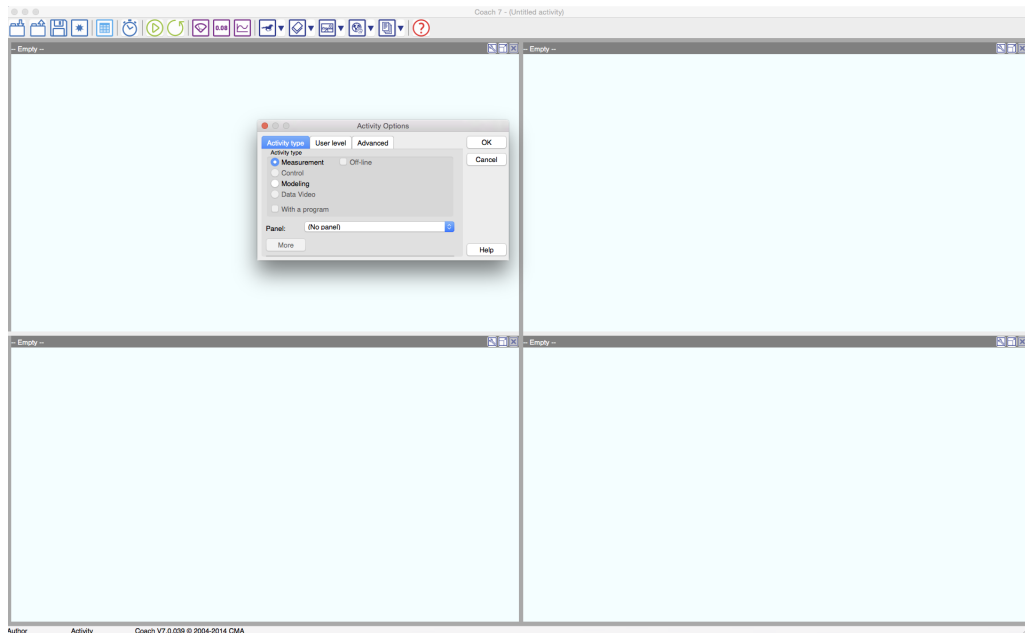 Coach 7 - (Untitled activity)
0.00
-- Empty --
-- Empty --
Activity Options
Activity type User level Advanced
OK
Activity type
Measurement Off-line
Cancel
Control
Modeling
Data Video
With a program
Panel: (No panel)
More
Help
-- Empty --
-- Empty --
Author Activity Coach V7.0.039 © 2004-2014 CMA